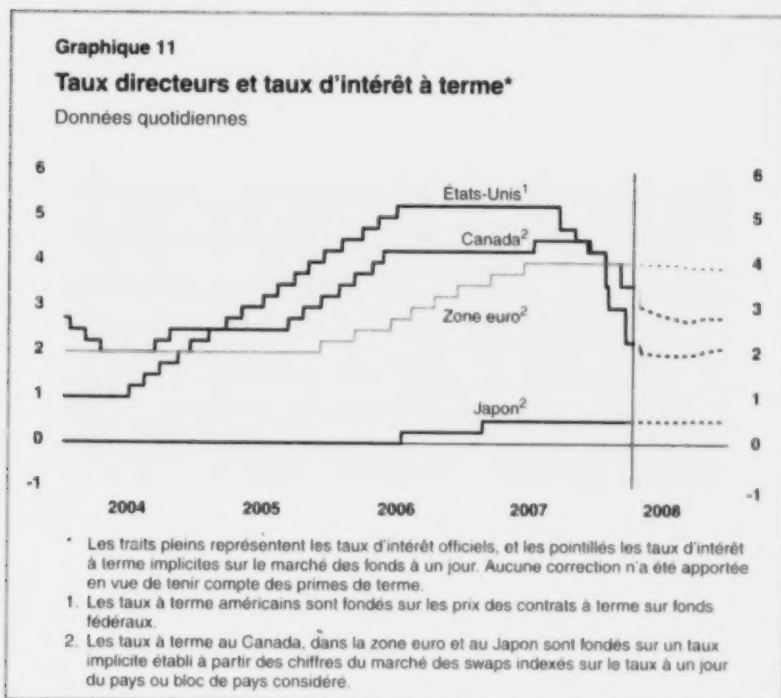 Graphique 11
Taux directeurs et taux d'intérêt à terme*
Données quotidiennes
6 6
États-Unis¹
5 5
Canada²
4 4
3 3
Zone euro²
2 2
1 1
Japon²
0 0
-1 -1
2004 2005 2006 2007 2008
* Les traits pleins représentent les taux d'intérêt officiels, et les pointillés les taux d'intérêt
à terme implicites sur le marché des fonds à un jour. Aucune correction n'a été apportée
en vue de tenir compte des primes de terme.
1. Les taux à terme américains sont fondés sur les prix des contrats à terme sur fonds
fédéraux.
2. Les taux à terme au Canada, dans la zone euro et au Japon sont fondés sur un taux
implicite établi à partir des chiffres du marché des swaps indexés sur le taux à un jour
du pays ou bloc de pays considéré.